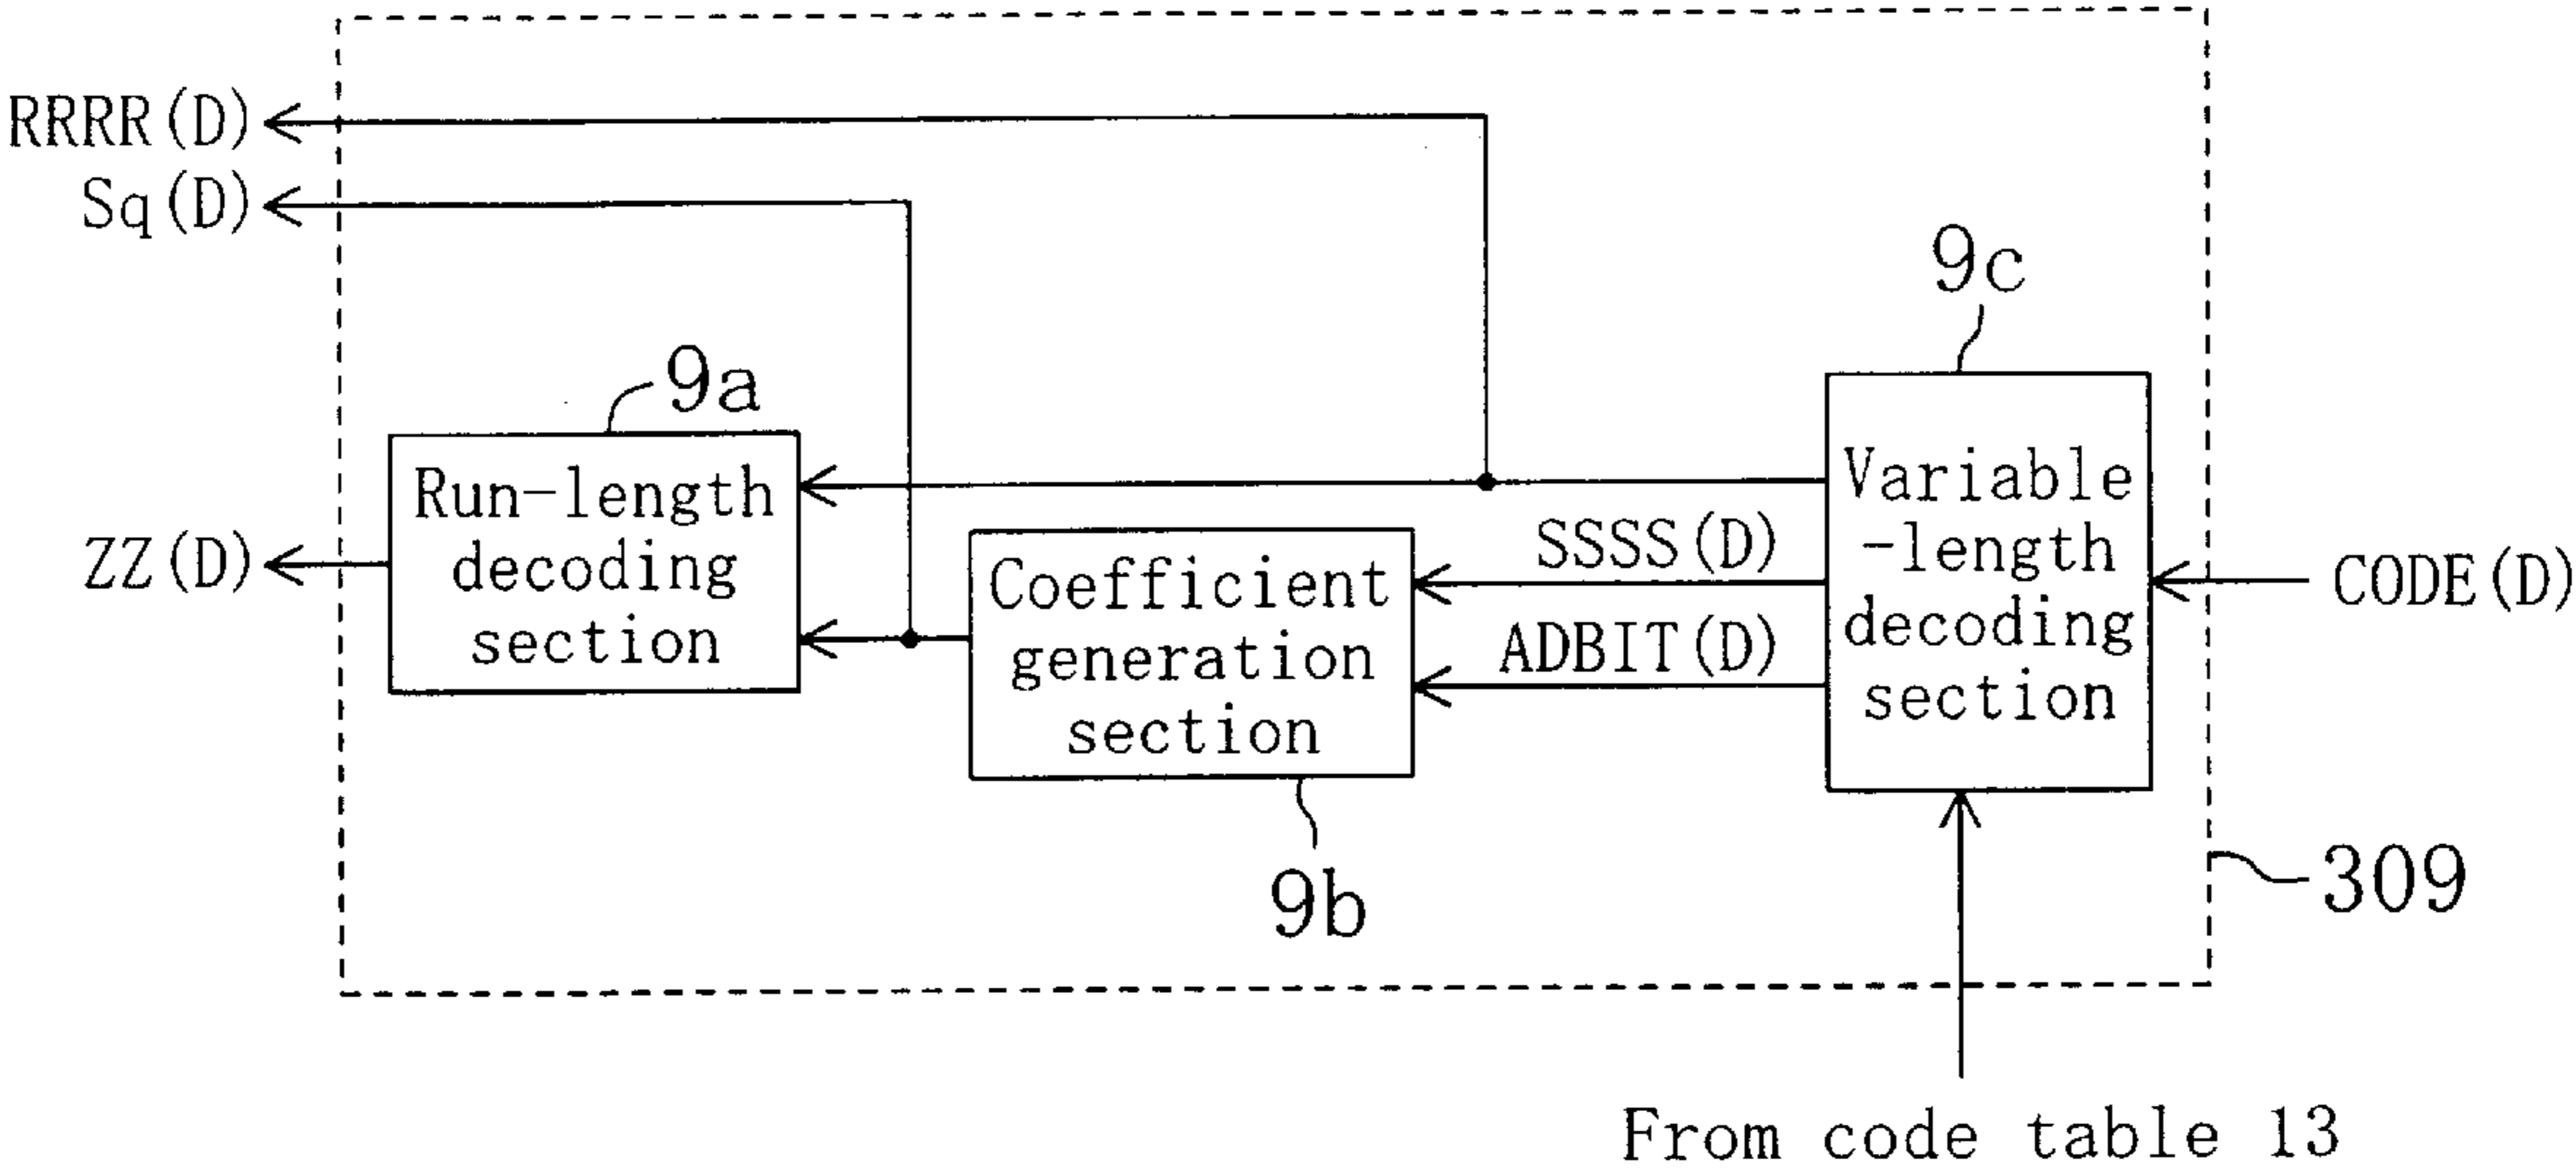 RRRR(D)
Sq(D)
9c
9a
Run-length
decoding
section
Variable
-length
decoding
section
SSSS(D)
ZZ(D)
Coefficient
generation
section
CODE(D)
ADBIT(D)
9b
309
From code table 13